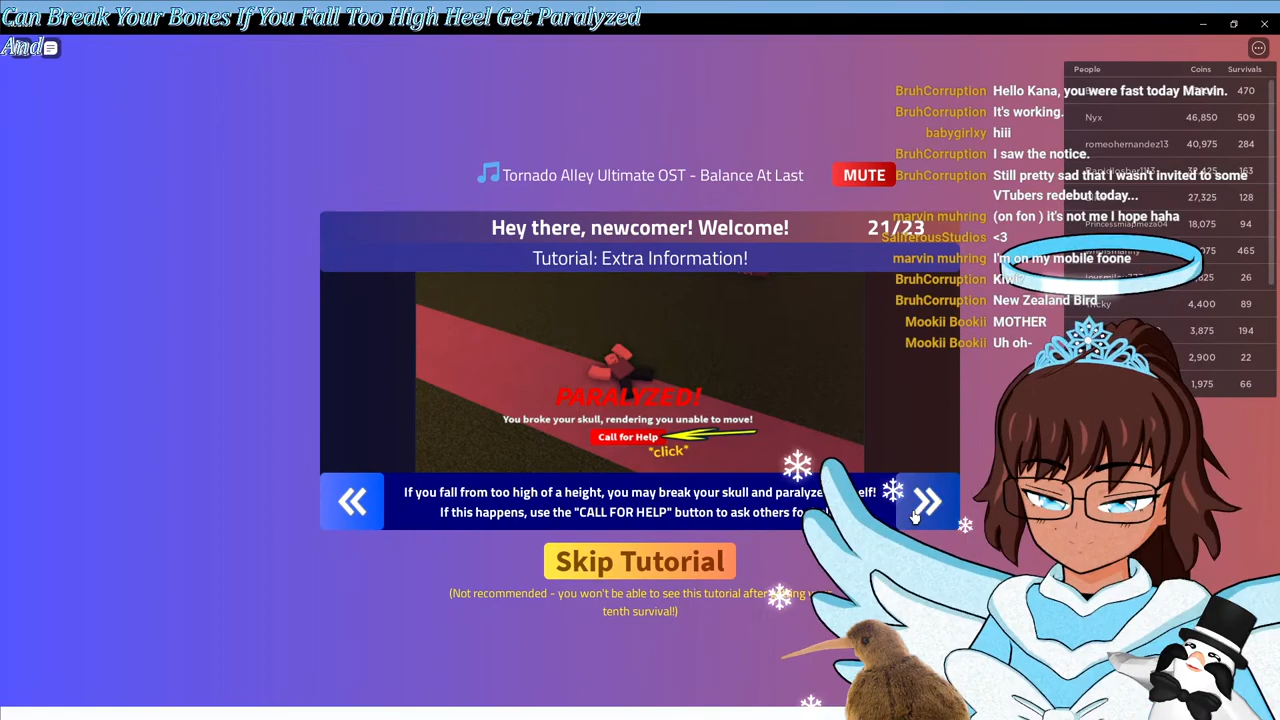 Can Break Your Bones If You Fall Too High Heel Get Paralyzed
And
People Coins Survivals
BruhCorruption Hello Kana, you were fast today Marvin.
470
BruhCorruption It's working.
Nyx 46,850 509
babygirlxy hiii
romeohernandez13 40,975 284
BruhCorruption I saw the notice.
BruhCorruption Still pretty sad that I wasn't invited to some
VTubers redebut today...
27,325 128
marvin muhring (on fon ) it's not me I hope haha
Princessmiapmeza04 18,075 94
SaliferousStudios <3
marvin muhring I'm on my mobile foone
465
BruhCorruption Kiwi?
26
BruhCorruption New Zealand Bird
4,400 89
Mookii Bookii MOTHER
3,875 194
Mookii Bookii Uh oh-
2,900 22
1,975 66
Tornado Alley Ultimate OST - Balance At Last
MUTE
Hey there, newcomer! Welcome!
21/23
Tutorial: Extra Information!
PARALYZED!
You broke your skull, rendering you unable to move!
Call for Help
*click*
If you fall from too high of a height, you may break your skull and paralyze
If this happens, use the "CALL FOR HELP" button to ask others
Skip Tutorial
(Not recommended - you won't be able to see this tutorial after
tenth survival!)